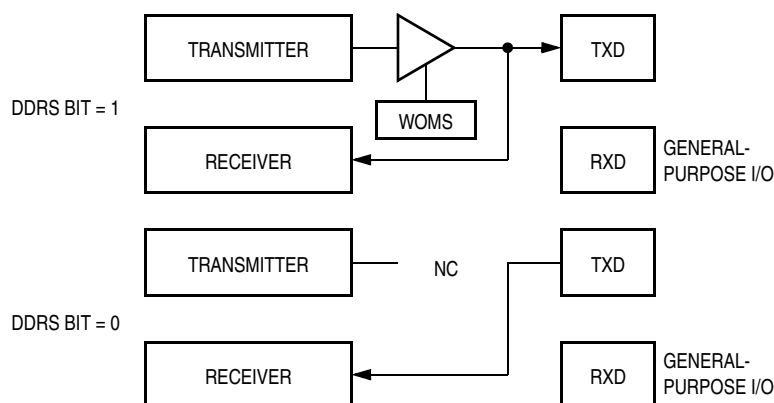 TRANSMITTER
TXD
DDRS BIT = 1
WOMS
RECEIVER
RXD
GENERAL-
PURPOSE I/O
TRANSMITTER
NC
TXD
DDRS BIT = 0
RECEIVER
RXD
GENERAL-
PURPOSE I/O